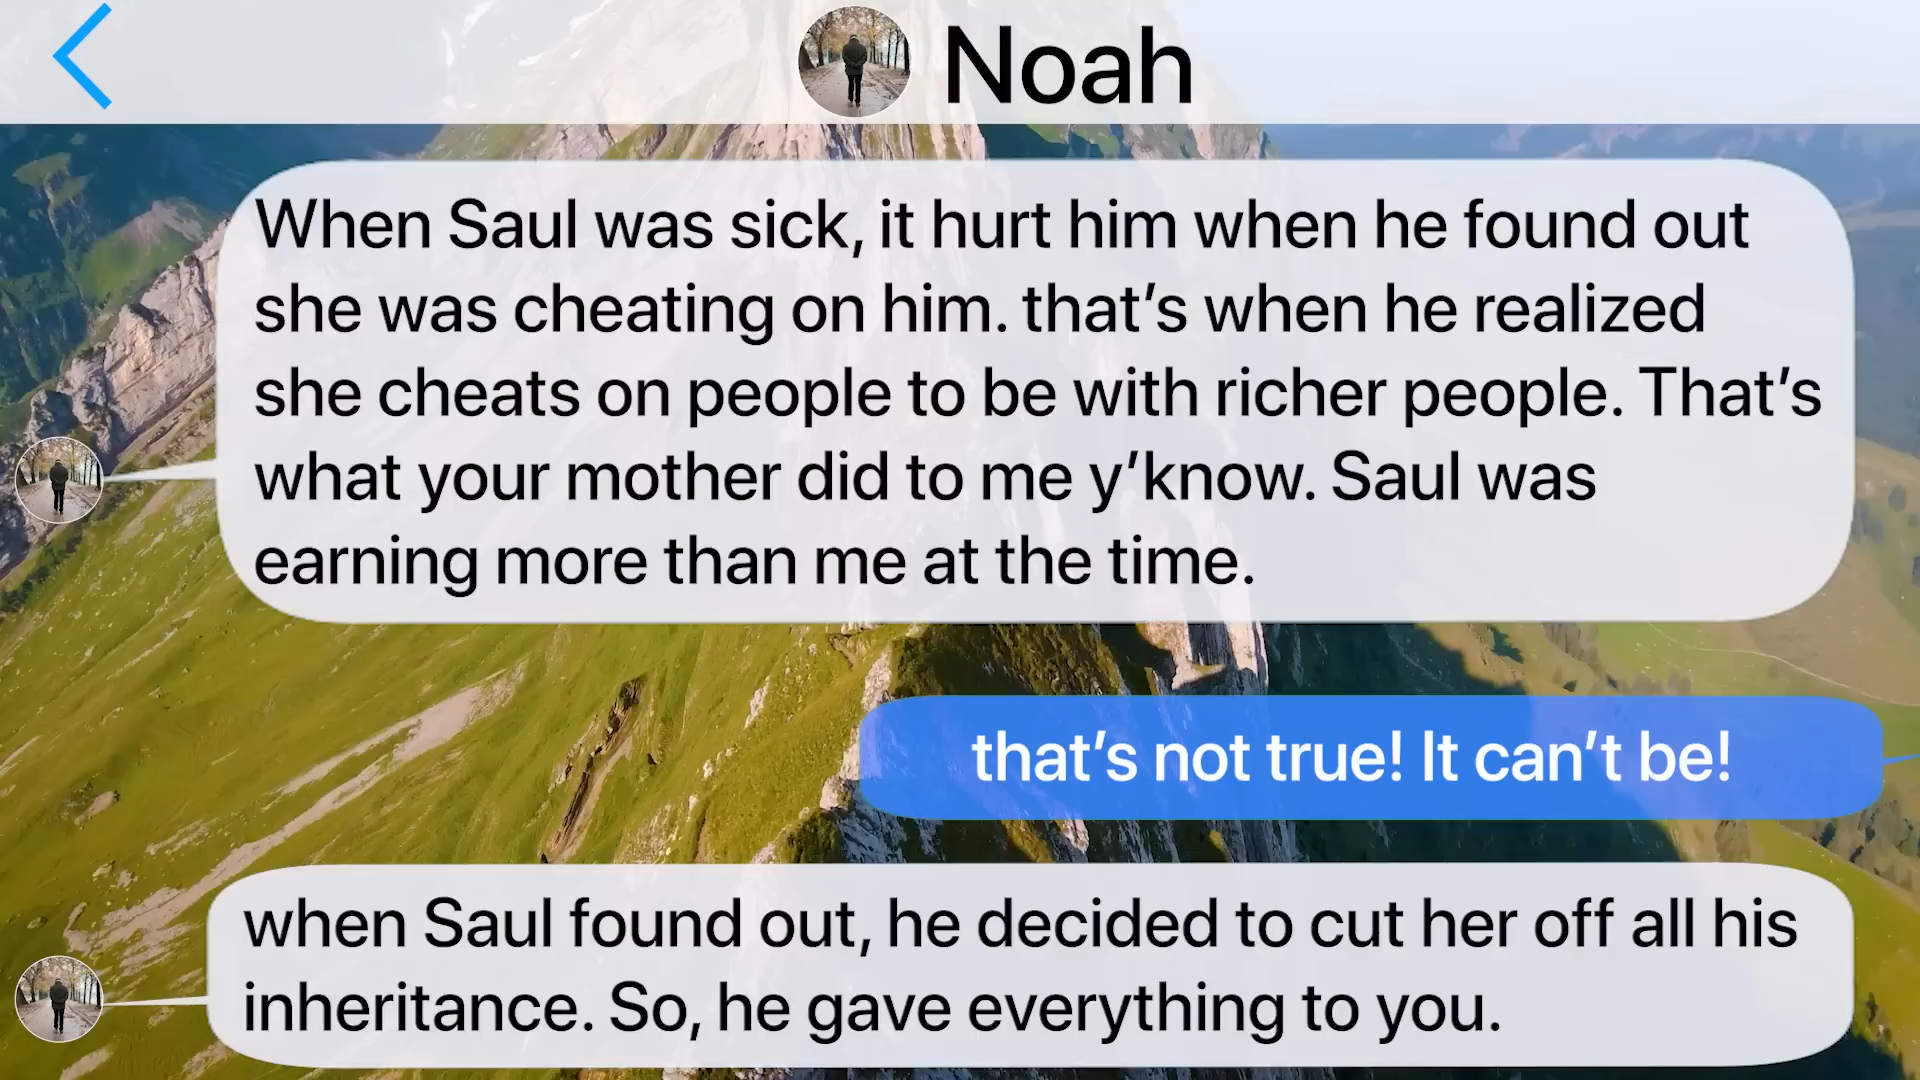 Noah
When Saul was sick, it hurt him when he found out
she was cheating on him. that’s when he realized
she cheats on people to be with richer people. That’s
what your mother did to me y’know. Saul was
earning more than me at the time.
that’s not true! It can’t be!
when Saul found out, he decided to cut her off all his
inheritance. So, he gave everything to you.